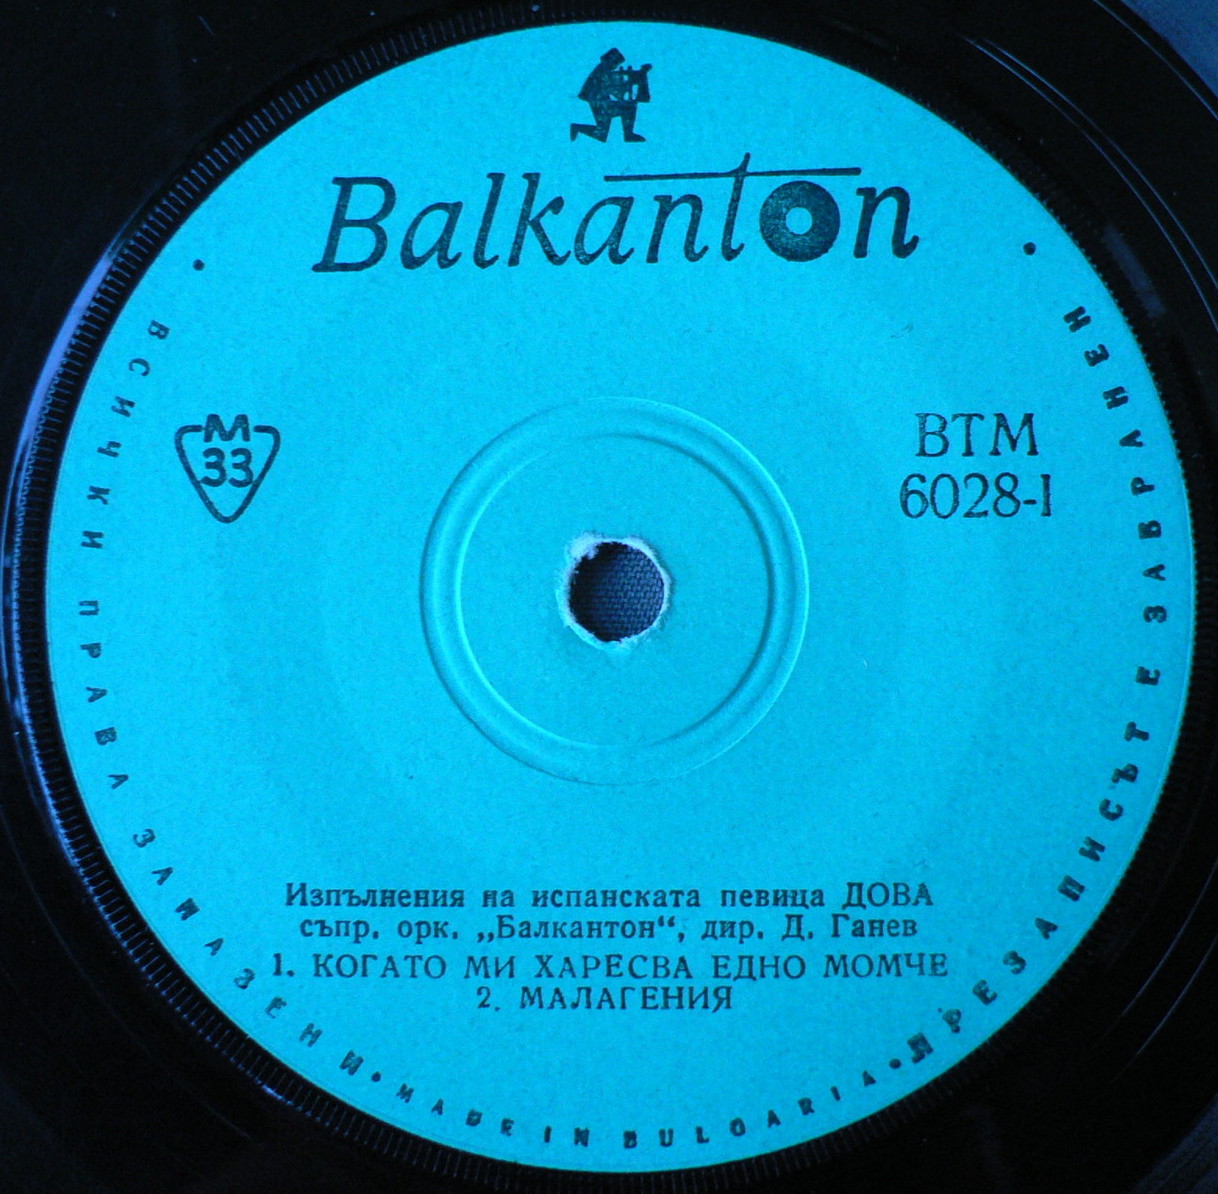 Balkanton
М
33
ВТМ
6028-I
Изпълнения на испанската певица ДОВА
съпр. орк. „Балкантон“, дир. Д. Ганев
1. КОГАТО МИ ХАРЕСВА ЕДНО МОМЧЕ
2. МАЛАГЕНИЯ
• ВСИЧКИ ПРАВА ЗАПАЗЕНИ • MADE IN BULGARIA • ПРЕЗАПИСЪТ Е ЗАБРАНЕН •